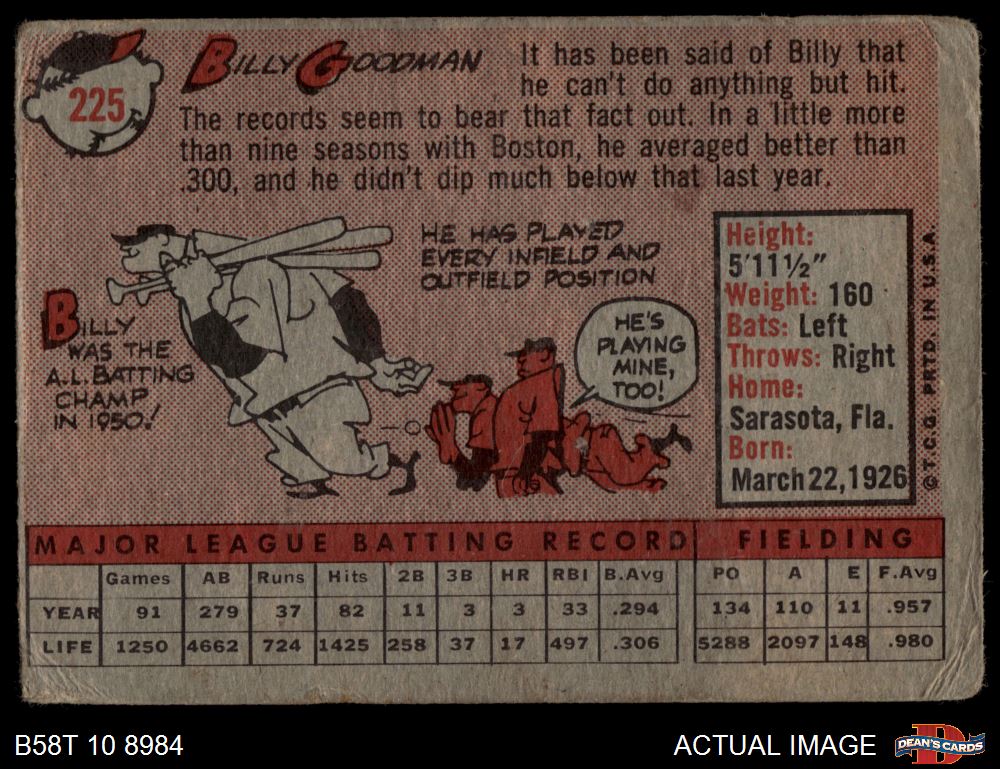 225
BILLY GOODMAN
It has been said of Billy that
he can't do anything but hit.
The records seem to bear that fact out. In a little more
than nine seasons with Boston, he averaged better than
.300, and he didn't dip much below that last year.
HE HAS PLAYED
EVERY INFIELD AND
OUTFIELD POSITION
BILLY
WAS THE
A.L. BATTING
CHAMP
IN 1950!
HE'S
PLAYING
MINE,
TOO!
Height:
5'11½"
Weight: 160
Bats: Left
Throws: Right
Home:
Sarasota, Fla.
Born:
March 22, 1926
© T.C.G. PRTD. IN U.S.A.
MAJOR LEAGUE BATTING RECORD FIELDING
Games AB Runs Hits 2B 3B HR RBI B.Avg PO A E F.Avg
YEAR 91 279 37 82 11 3 3 33 .294 134 110 11 .957
LIFE 1250 4662 724 1425 258 37 17 497 .306 5288 2097 148 .980
B58T 10 8984
ACTUAL IMAGE
D
DEAN'S CARDS